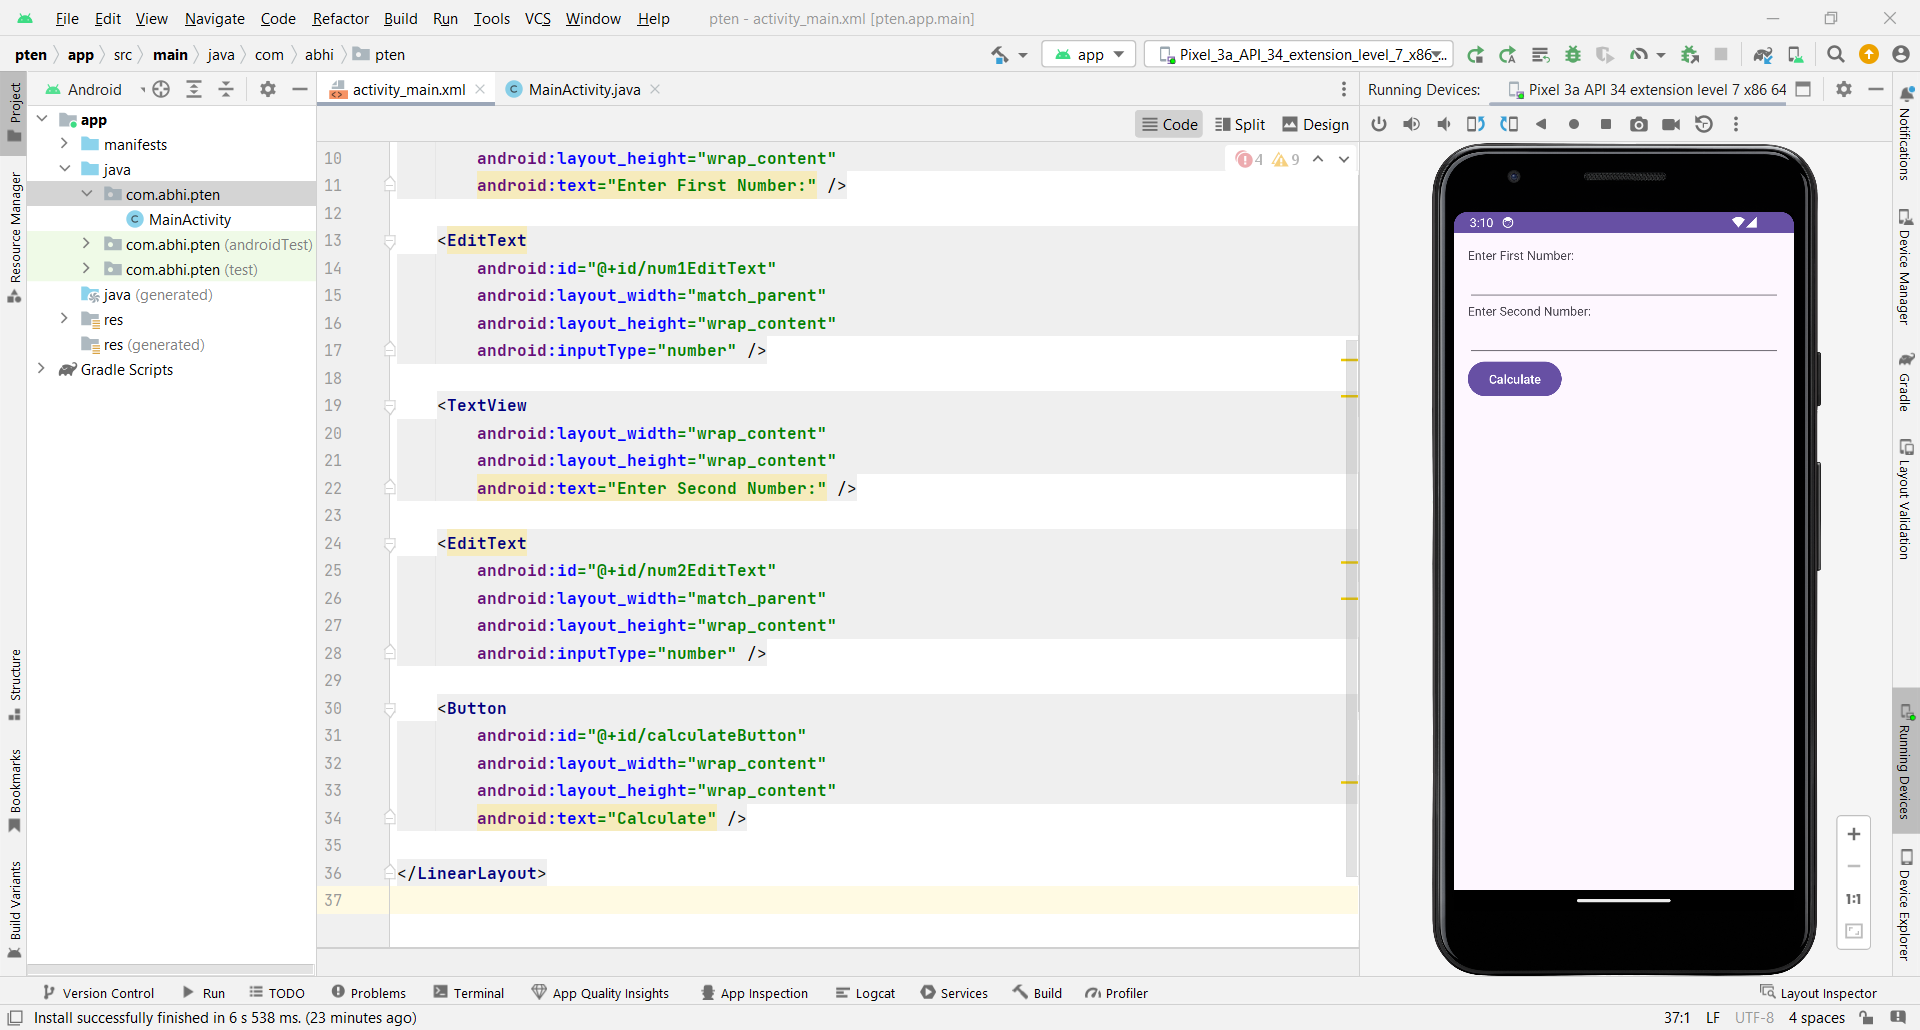 File Edit View Navigate Code Refactor Build Run Tools VCS Window Help pten - activity_main.xml [pten.app.main]
pten app src main java com abhi pten app Pixel_3a_API_34_extension_level_7_x86_...
Project
Resource Manager
Structure
Bookmarks
Build Variants
Android
app
manifests
java
com.abhi.pten
MainActivity
com.abhi.pten (androidTest)
com.abhi.pten (test)
java (generated)
res
res (generated)
Gradle Scripts
activity_main.xml MainActivity.java
Code Split Design
4 9
10 android:layout_height="wrap_content"
11 android:text="Enter First Number:" />
12
13 <EditText
14 android:id="@+id/num1EditText"
15 android:layout_width="match_parent"
16 android:layout_height="wrap_content"
17 android:inputType="number" />
18
19 <TextView
20 android:layout_width="wrap_content"
21 android:layout_height="wrap_content"
22 android:text="Enter Second Number:" />
23
24 <EditText
25 android:id="@+id/num2EditText"
26 android:layout_width="match_parent"
27 android:layout_height="wrap_content"
28 android:inputType="number" />
29
30 <Button
31 android:id="@+id/calculateButton"
32 android:layout_width="wrap_content"
33 android:layout_height="wrap_content"
34 android:text="Calculate" />
35
36 </LinearLayout>
37
Running Devices: Pixel 3a API 34 extension level 7 x86 64
3:10
Enter First Number:
Enter Second Number:
Calculate
1:1
Notifications
Device Manager
Gradle
Layout Validation
Running Devices
Device Explorer
Version Control Run TODO Problems Terminal App Quality Insights App Inspection Logcat Services Build Profiler Layout Inspector
Install successfully finished in 6 s 538 ms. (23 minutes ago) 37:1 LF UTF-8 4 spaces